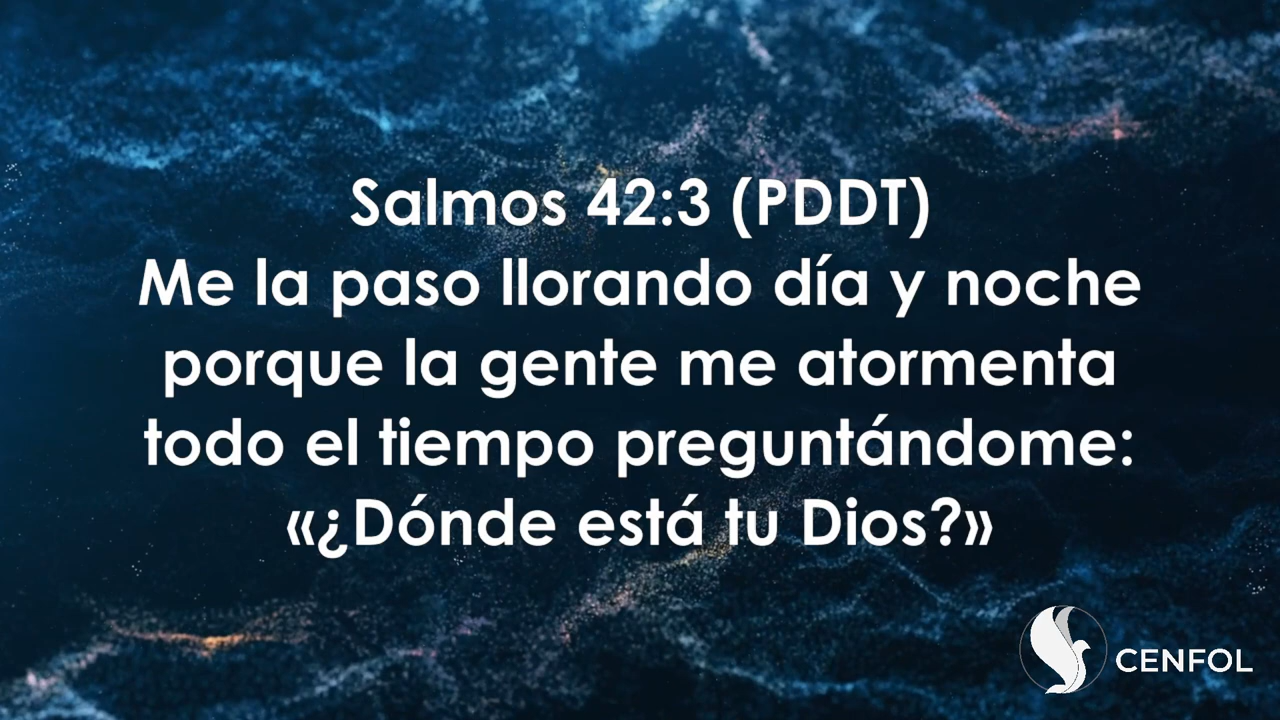 Salmos 42:3 (PDDT)
Me la paso llorando día y noche
porque la gente me atormenta
todo el tiempo preguntándome:
«¿Dónde está tu Dios?»
CENFOL